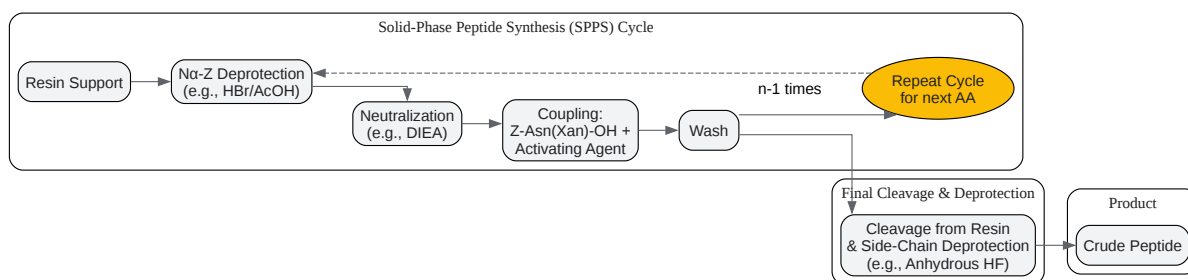 Solid-Phase Peptide Synthesis (SPPS) Cycle
Resin Support
Nα-Z Deprotection
(e.g., HBr/AcOH)
Neutralization
(e.g., DIEA)
Coupling:
Z-Asn(Xan)-OH +
Activating Agent
Wash
n-1 times
Repeat Cycle
for next AA
Final Cleavage & Deprotection
Cleavage from Resin
& Side-Chain Deprotection
(e.g., Anhydrous HF)
Product
Crude Peptide